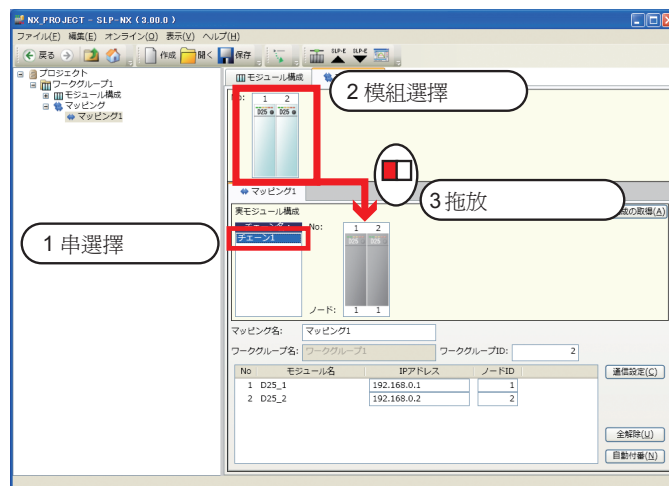 NX_PROJECT - SLP-NX ( 3.00.0 )
ファイル(F) 編集(E) オンライン(O) 表示(V) ヘルプ(H)
戻る 作成 開く 保存 SLP-E SLP-E
プロジェクト
ワークグループ1
モジュール構成
マッピング
マッピング1
モジュール構成
No: 1 2
D25 D25
2 模組選擇
マッピング1
3 拖放
実モジュール構成
の取得(A)
1 串選擇
チェーン1
No: 1 2
D25 D25
ノード: 1 1
マッピング名: マッピング1
ワークグループ名: ワークグループ1 ワークグループID: 2
No モジュール名 IPアドレス ノードID
1 D25_1 192.168.0.1 1
2 D25_2 192.168.0.2 2
通信設定(C)
全解除(U)
自動付番(N)